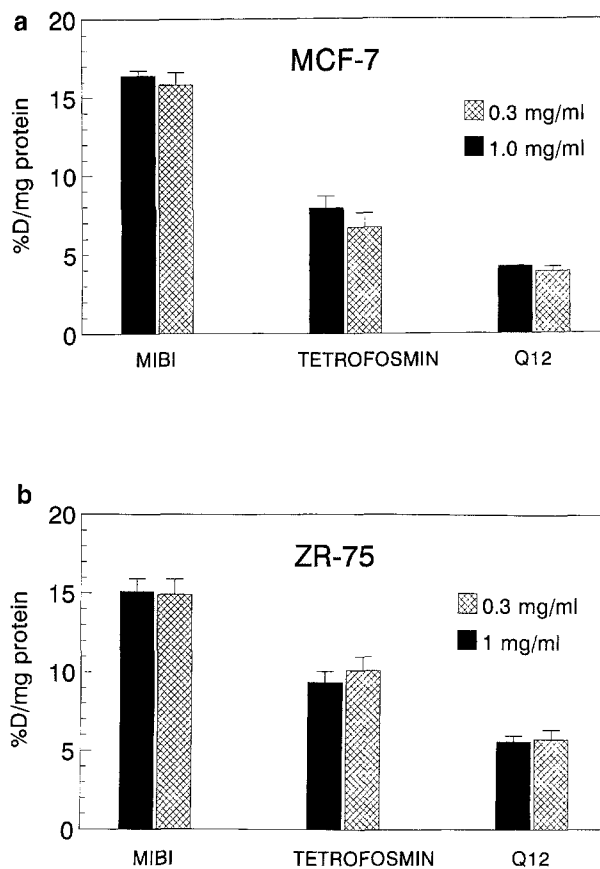 a
MCF-7
20
15
10
5
0
%D/mg protein
0.3 mg/ml
1.0 mg/ml
MIBI
TETROFOSMIN
Q12
b
ZR-75
20
15
10
5
0
%D/mg protein
0.3 mg/ml
1 mg/ml
MIBI
TETROFOSMIN
Q12